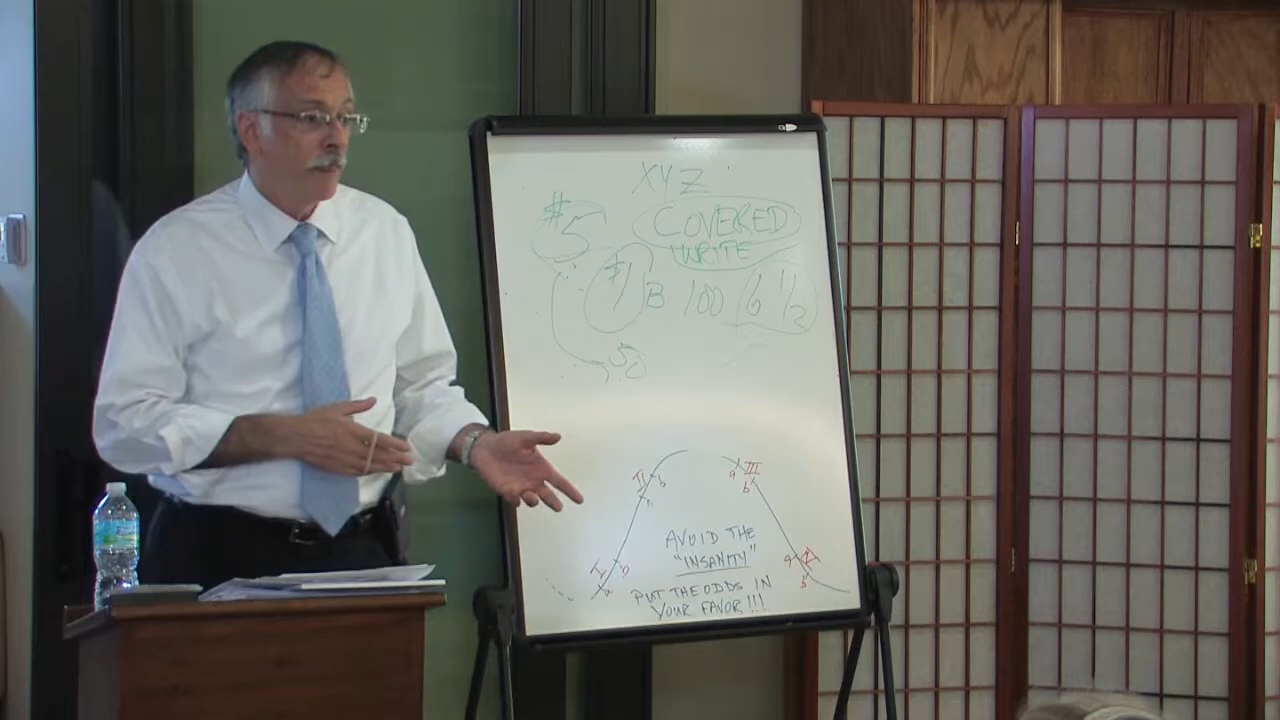 XYZ
$5 COVERED
WRITE
$1 B 100 6 1/2
50
II b
a
III
a
b
I b
a
AVOID THE
"INSANITY"
a
b
PUT THE ODDS IN
YOUR FAVOR!!!